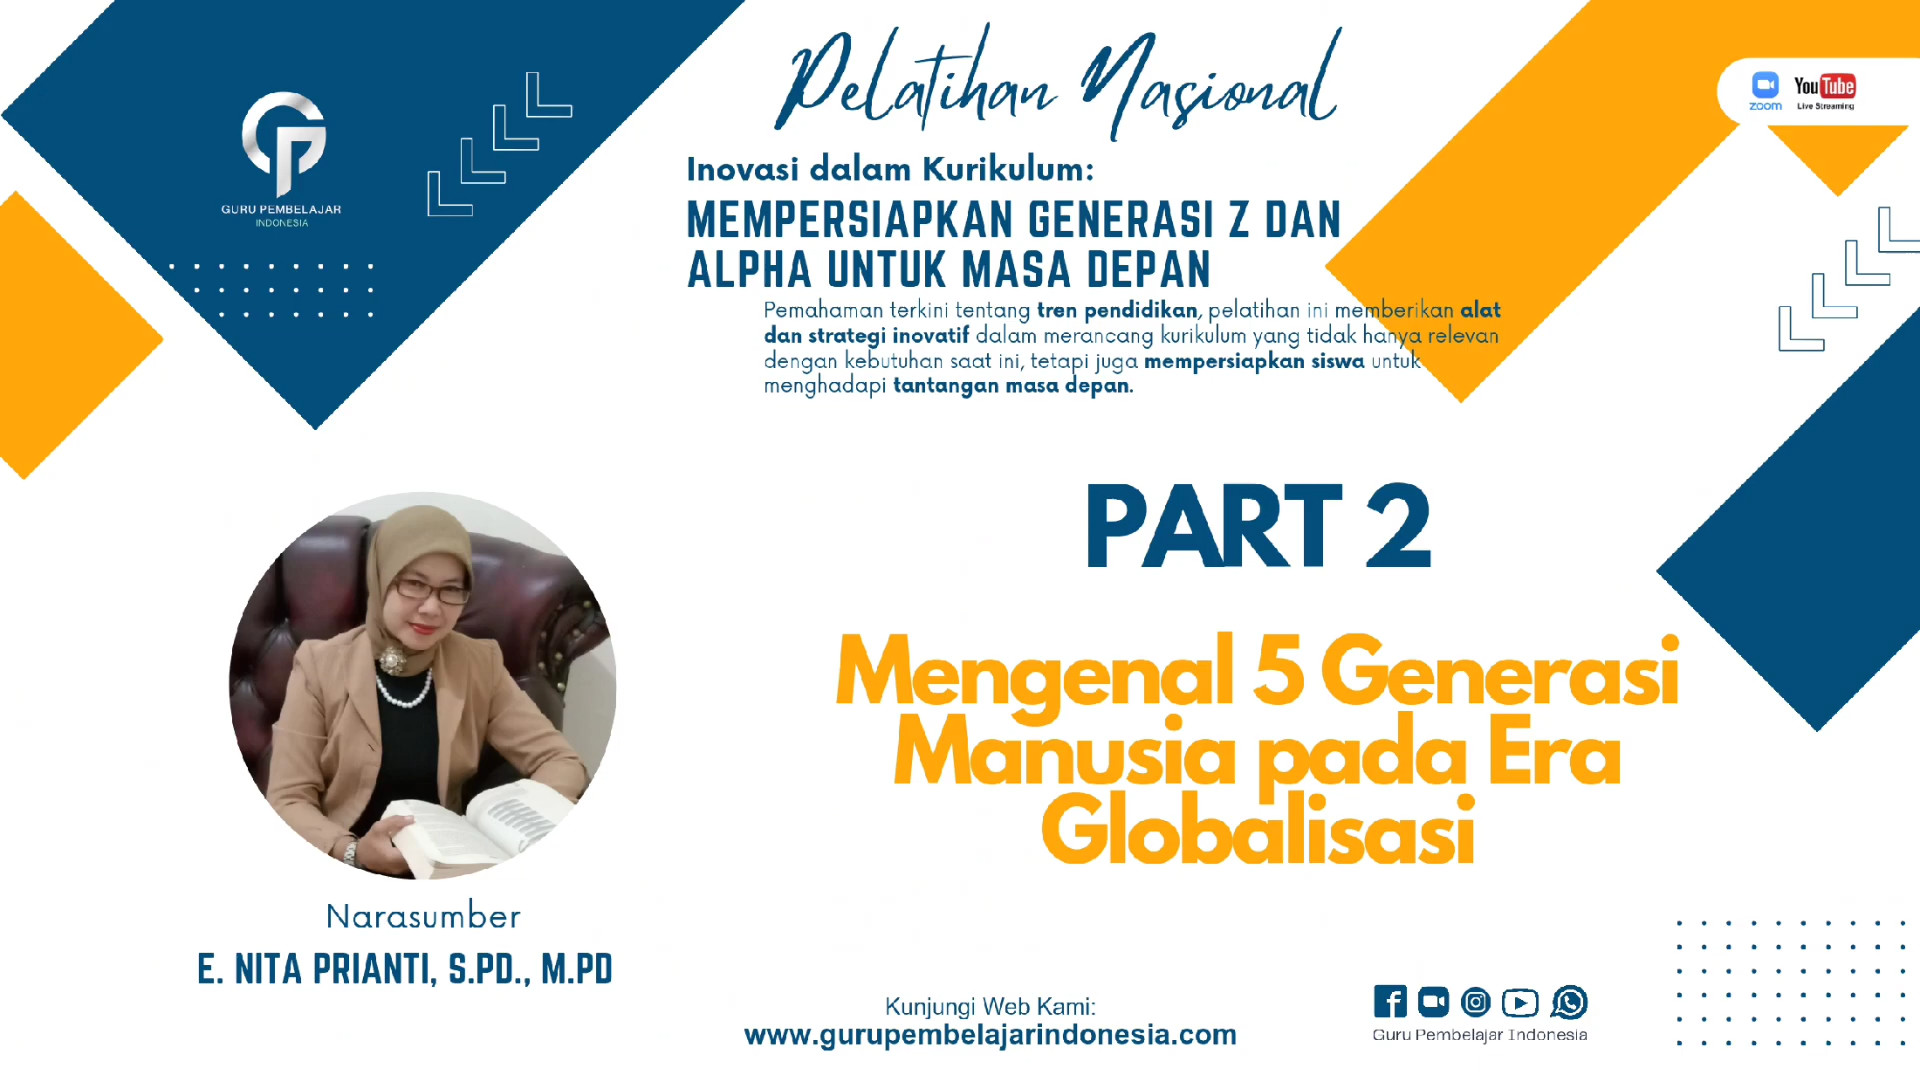 GURU PEMBELAJAR
INDONESIA
Pelatihan Nasional
zoom
YouTube
Live Streaming
Inovasi dalam Kurikulum:
MEMPERSIAPKAN GENERASI Z DAN
ALPHA UNTUK MASA DEPAN
Pemahaman terkini tentang tren pendidikan, pelatihan ini memberikan alat
dan strategi inovatif dalam merancang kurikulum yang tidak hanya relevan
dengan kebutuhan saat ini, tetapi juga mempersiapkan siswa untuk
menghadapi tantangan masa depan.
PART 2
Mengenal 5 Generasi
Manusia pada Era
Globalisasi
Narasumber
E. NITA PRIANTI, S.PD., M.PD
Kunjungi Web Kami:
www.gurupembelajarindonesia.com
Guru Pembelajar Indonesia